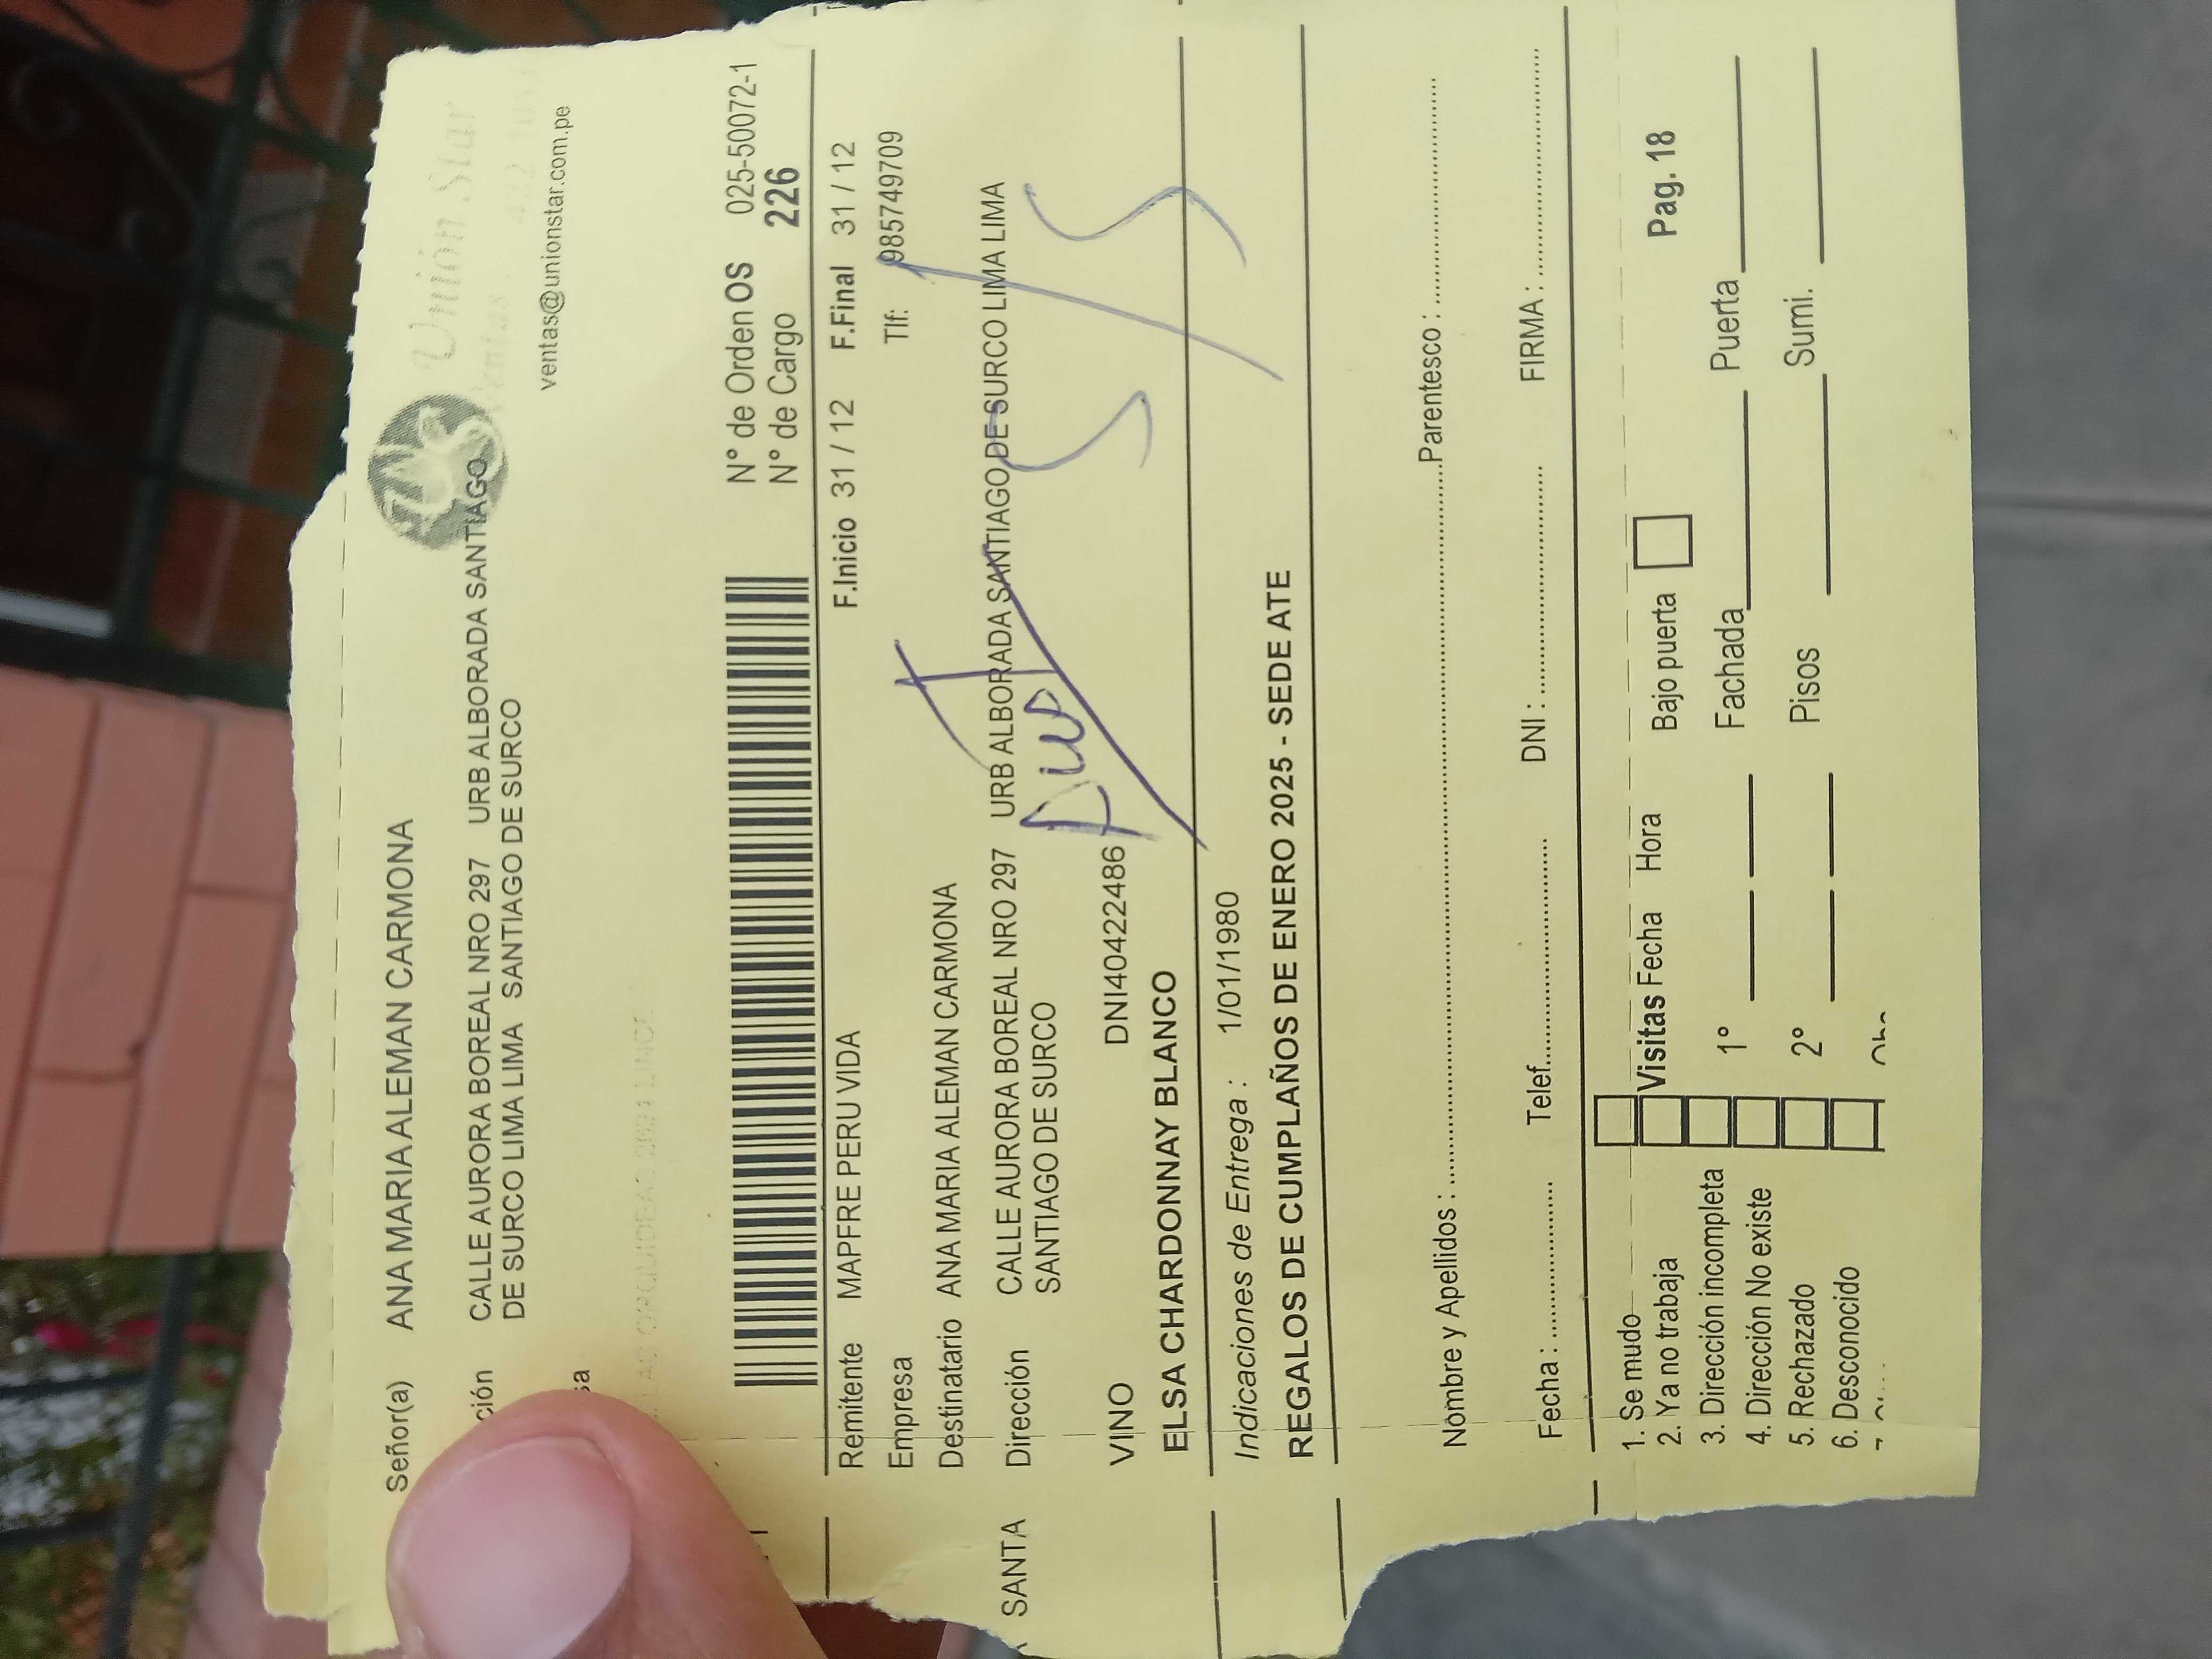 Señor(a) ANA MARIA ALEMAN CARMONA
Unión Star
Ventas
ción CALLE AURORA BOREAL NRO 297 URB ALBORADA SANTIAGO
DE SURCO LIMA LIMA SANTIAGO DE SURCO
ventas@unionstar.com.pe
sa
N° de Orden OS 025-50072-1
N° de Cargo 226
Remitente MAPFRE PERU VIDA F.Inicio 31 / 12 F.Final 31 / 12
Empresa Tlf: 985749709
Destinatario ANA MARIA ALEMAN CARMONA
Dirección CALLE AURORA BOREAL NRO 297 URB ALBORADA SANTIAGO DE SURCO LIMA LIMA
SANTIAGO DE SURCO
SANTA
VINO DNI40422486
ELSA CHARDONNAY BLANCO
Indicaciones de Entrega : 1/01/1980
REGALOS DE CUMPLAÑOS DE ENERO 2025 - SEDE ATE
Nombre y Apellidos : Parentesco :
Fecha : Telef. DNI : FIRMA :
1. Se mudo
2. Ya no trabaja Visitas Fecha Hora Bajo puerta Pag. 18
3. Dirección incompleta
4. Dirección No existe 1° Fachada Puerta
5. Rechazado 2° Pisos Sumi.
6. Desconocido